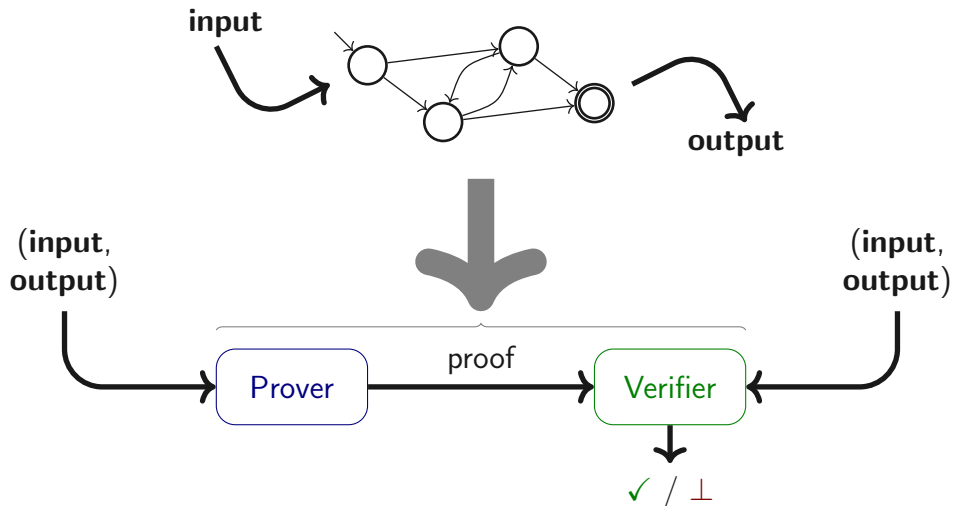 input
output
(input,
output)
(input,
output)
proof
Prover
Verifier
✓ / ⊥